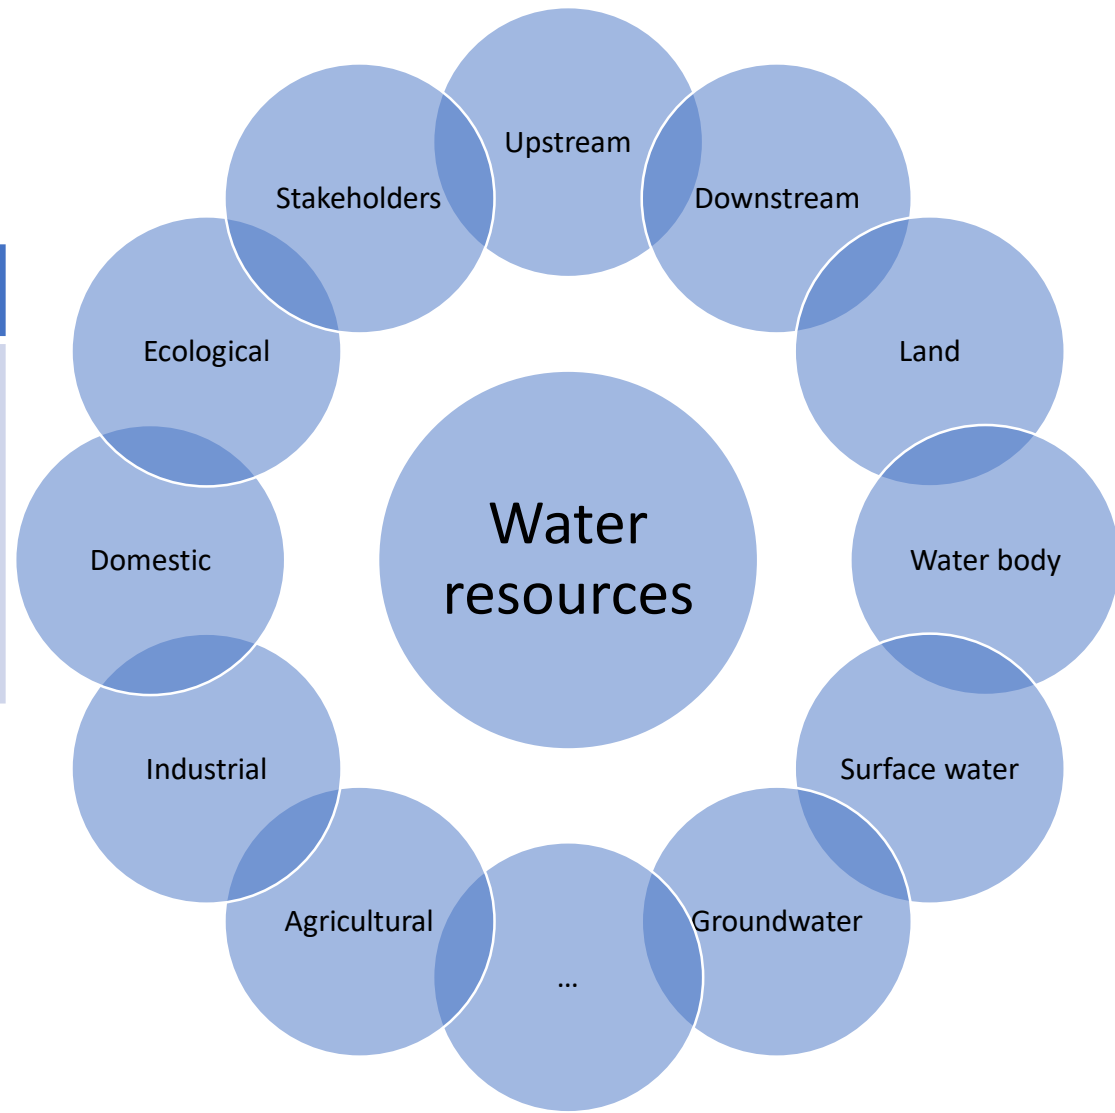 Upstream
Downstream
Land
Water body
Surface water
Groundwater
...
Agricultural
Industrial
Domestic
Ecological
Stakeholders
Water
resources